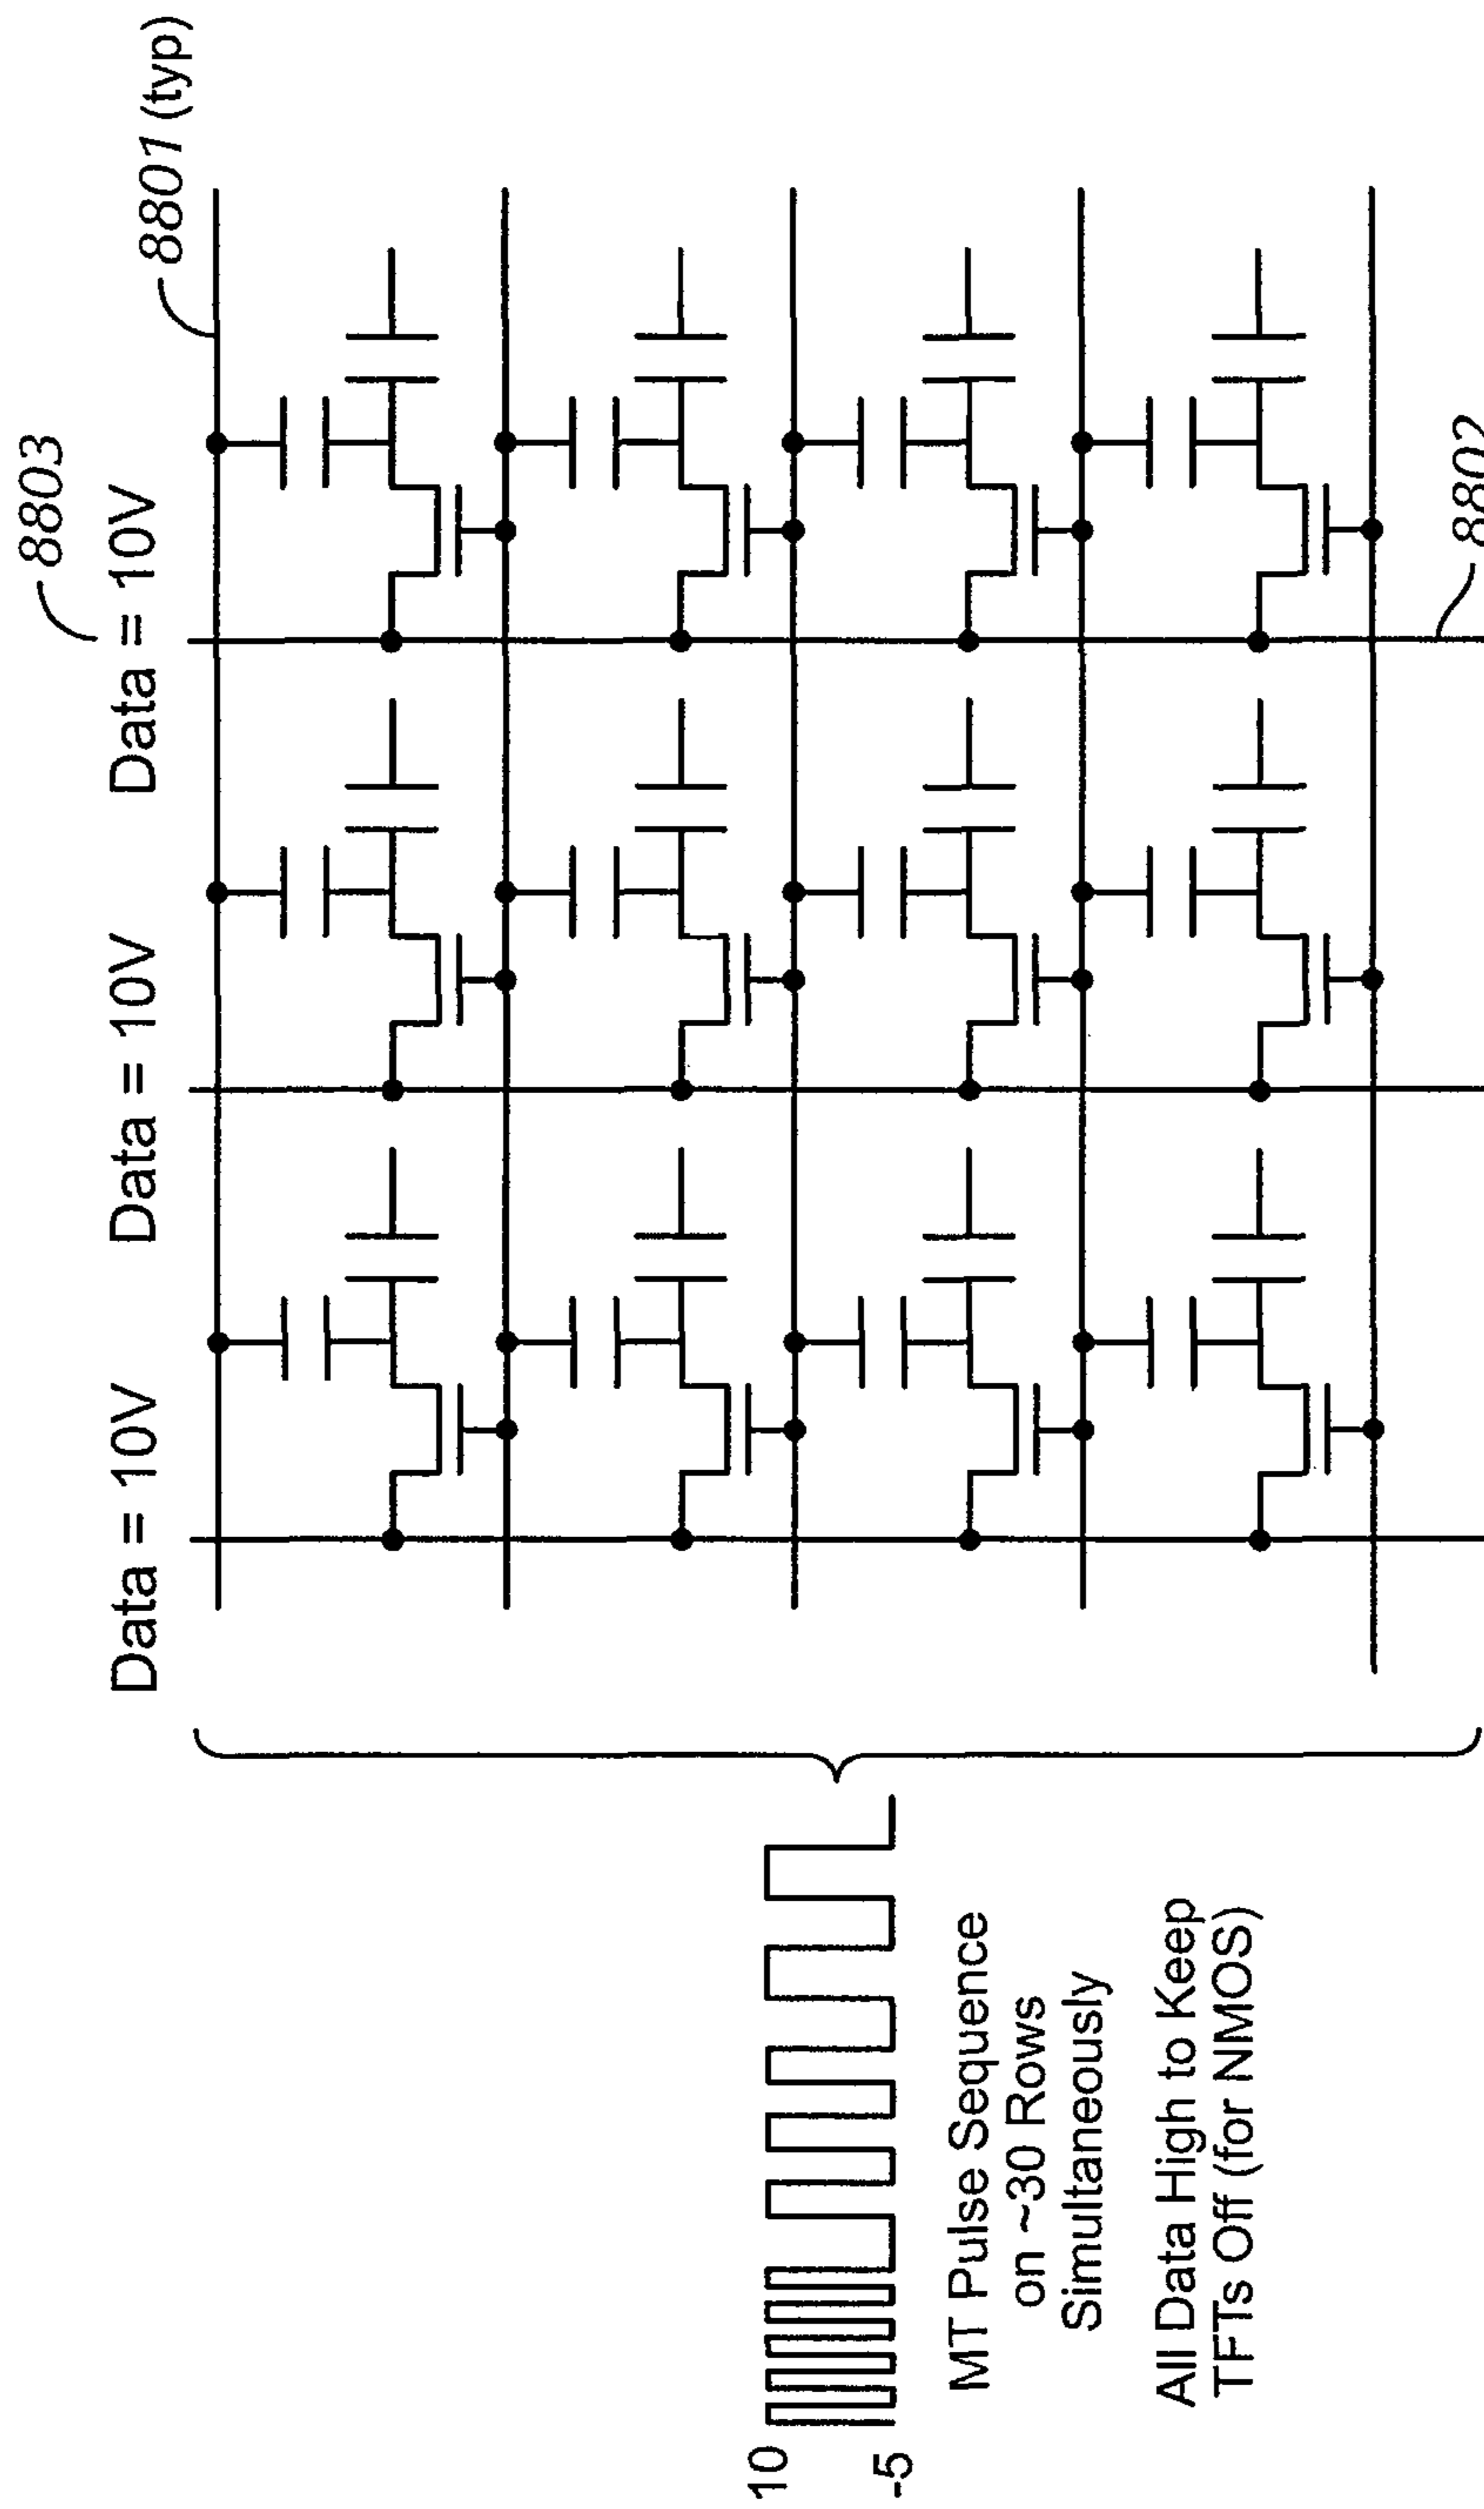 8803
8801 (typ)
Data = 10V
Data = 10V
Data = 10V
8802
10
-5
MT Pulse Sequence
on ~30 Rows
Simultaneously
All Data High to Keep
TFTs Off (for NMOS)